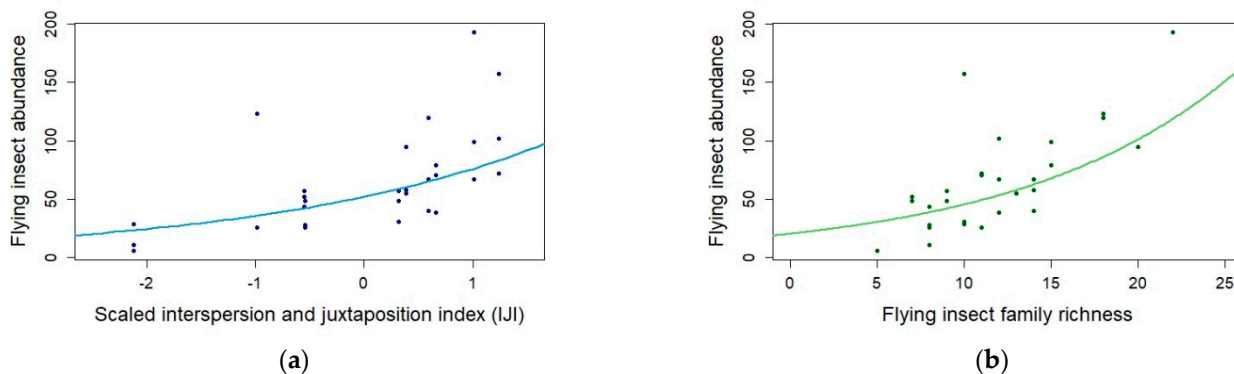 Flying insect abundance
0 50 100 150 200
-2 -1 0 1
Scaled interspersion and juxtaposition index (IJI)
(a)
Flying insect abundance
0 50 100 150 200
0 5 10 15 20 25
Flying insect family richness
(b)